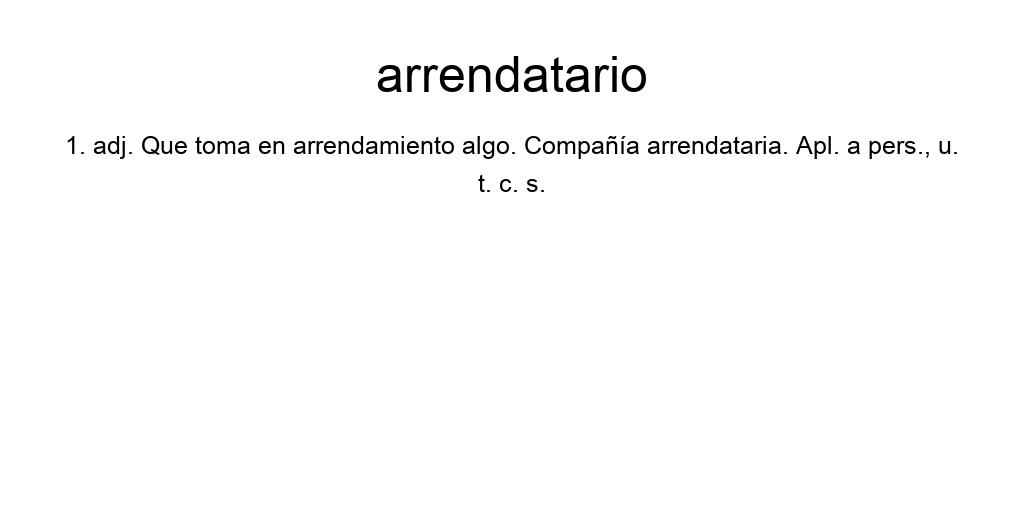 arrendatario
1. adj. Que toma en arrendamiento algo. Compañía arrendataria. Apl. a pers., u.
t. c. s.